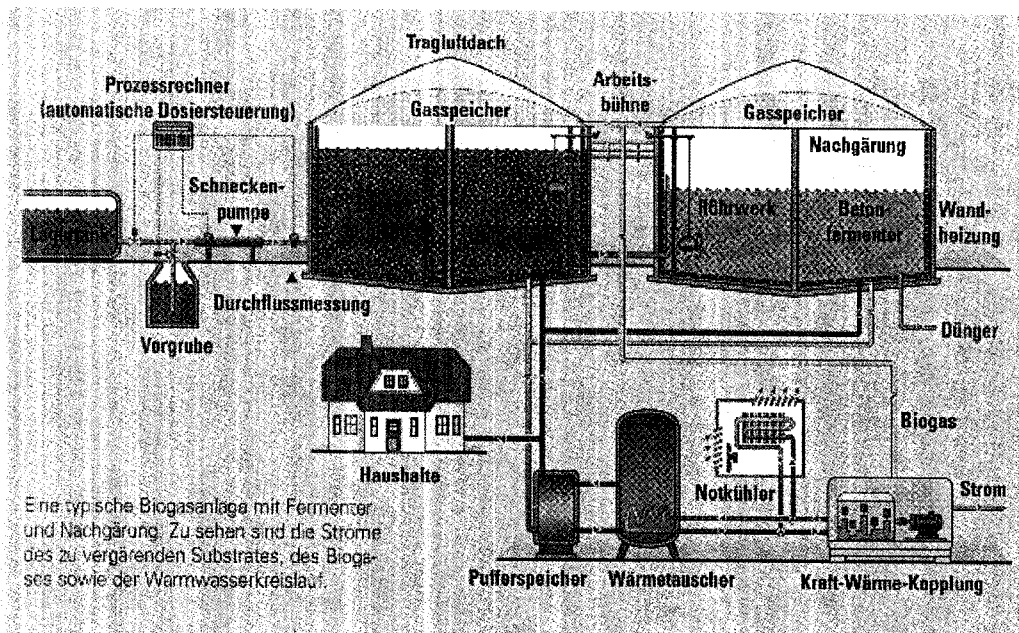 Tragluftdach
Prozessrechner
(automatische Dosiersteuerung)
Arbeits-
bühne
Gasspeicher
Gasspeicher
Nachgärung
Schnecken-
pumpe
Rührwerk
Beton-
fermenter
Wand-
heizung
Durchflussmessung
Vorgrube
Dünger
Biogas
Haushalte
Notkühler
Strom
Eine typische Biogasanlage mit Fermenter
und Nachgärung. Zu sehen sind die Ströme
des zu vergärenden Substrates, des Bioga-
ses sowie der Warmwasserkreislauf.
Pufferspeicher
Wärmetauscher
Kraft-Wärme-Kopplung